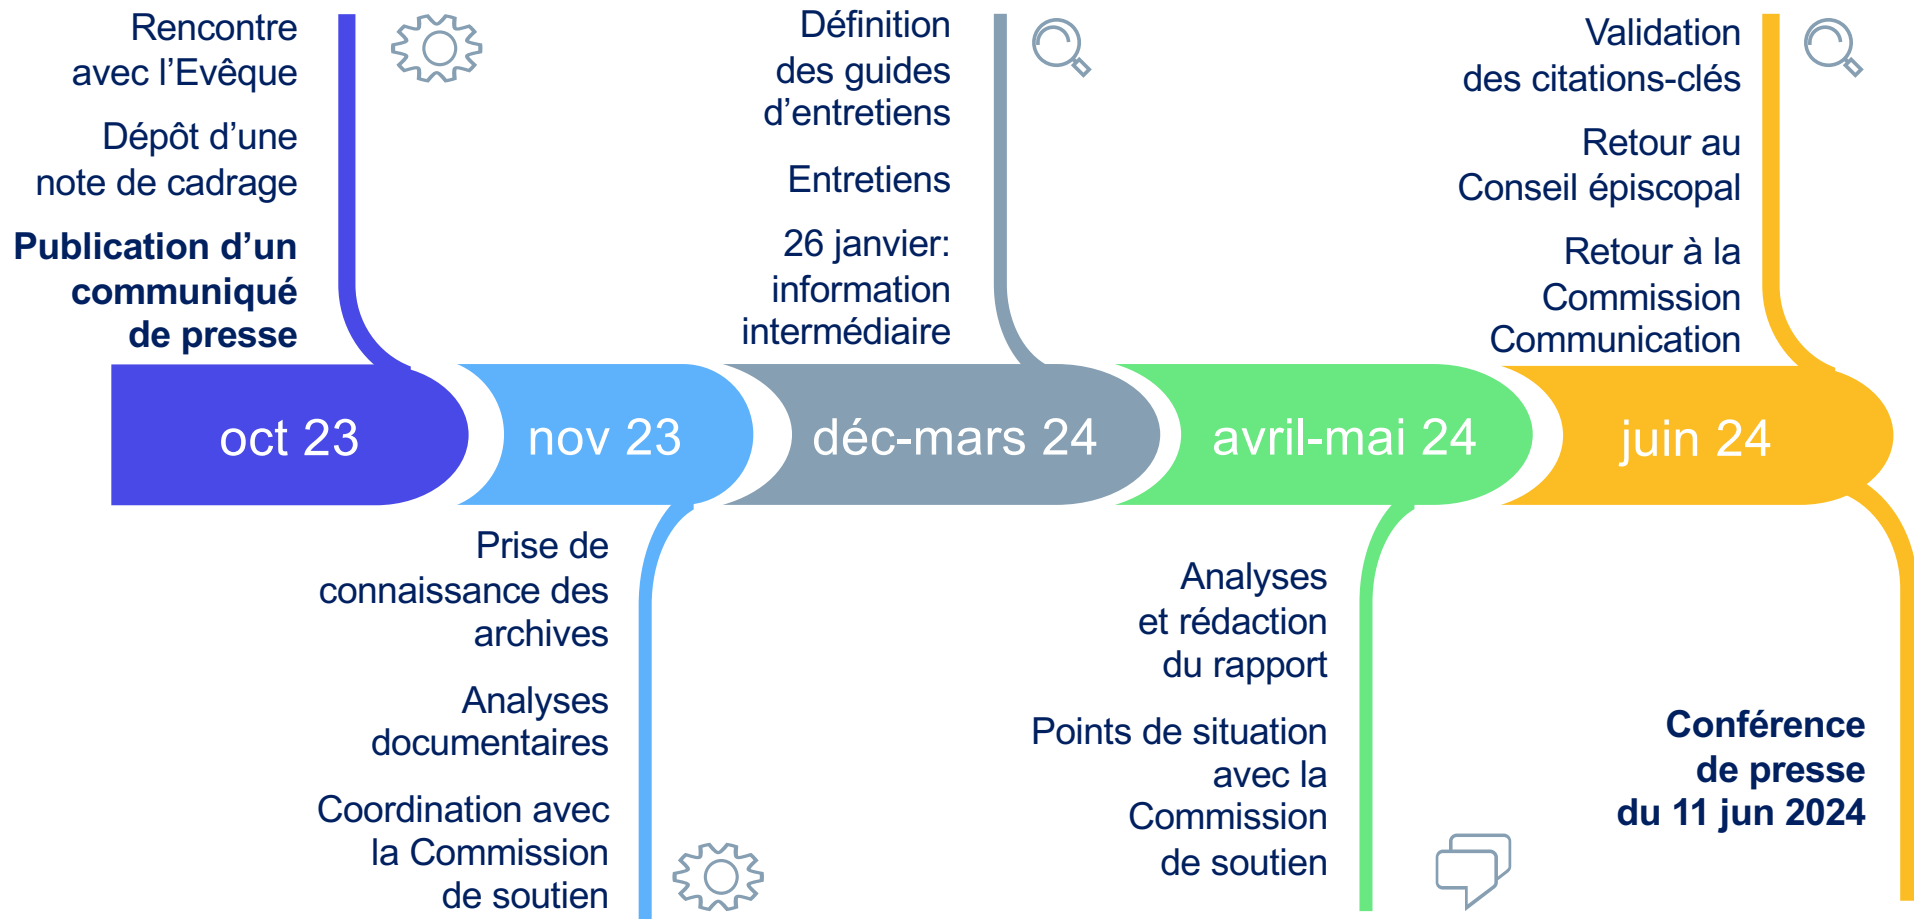 Rencontre
avec l’Evêque
Dépôt d’une
note de cadrage
Publication d’un
communiqué
de presse
Définition
des guides
d’entretiens
Entretiens
26 janvier:
information
intermédiaire
Validation
des citations-clés
Retour au
Conseil épiscopal
Retour à la
Commission
Communication
oct 23
nov 23
déc-mars 24
avril-mai 24
juin 24
Prise de
connaissance des
archives
Analyses
documentaires
Coordination avec
la Commission
de soutien
Analyses
et rédaction
du rapport
Points de situation
avec la
Commission
de soutien
Conférence
de presse
du 11 jun 2024